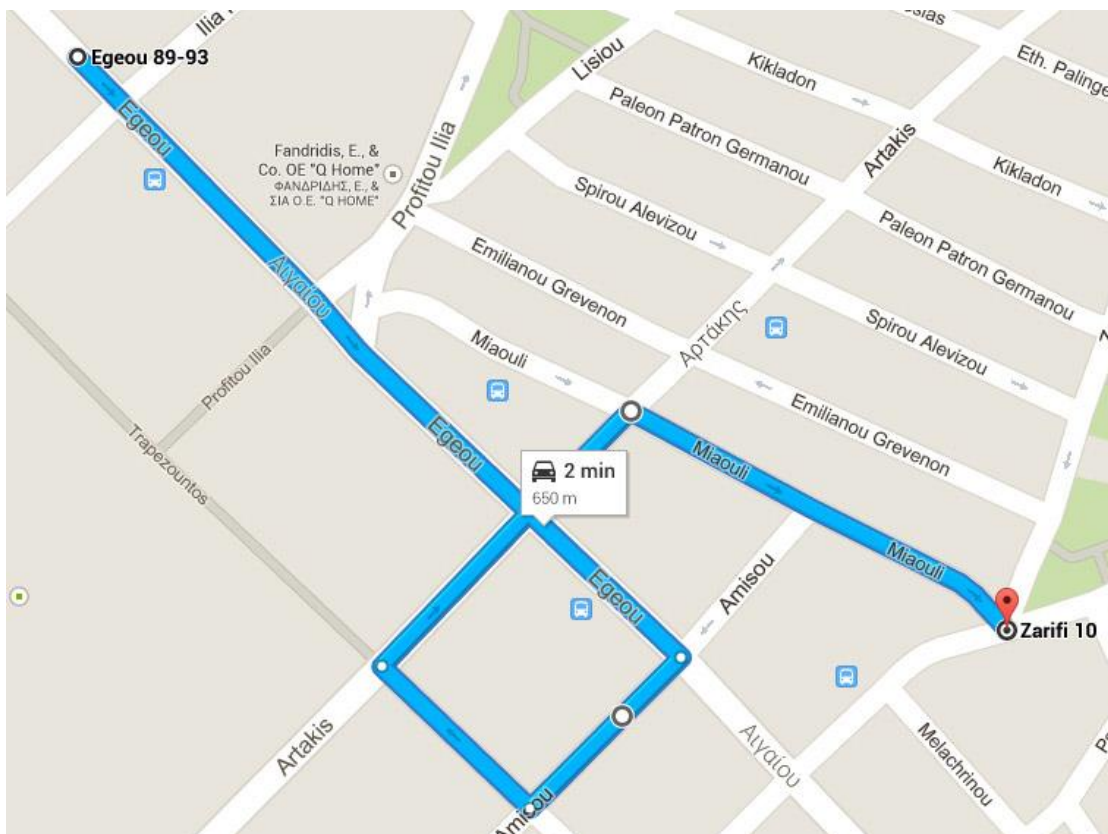 Ilia
Lisiou
Kikladon
Eth. Palinge
Egeou 89-93
Egeou
Fandridis, E., &
Co. OE "Q Home"
ΦΑΝΔΡΙΔΗΣ, Ε., &
ΣΙΑ Ο.Ε. "Q HOME"
Profitou Ilia
Paleon Patron Germanou
Artakis
Kikladon
Spirou Alevizou
Paleon Patron Germanou
Αιγαίου
Emilianou Grevenon
Αρτάκης
Spirou Alevizou
Miaouli
Profitou Ilia
Emilianou Grevenon
Trapezountos
Egeou
Miaouli
2 min
650 m
Miaouli
Egeou
Amisou
Zarifi 10
Artakis
Αιγαίου
Melachrinou
Amisou